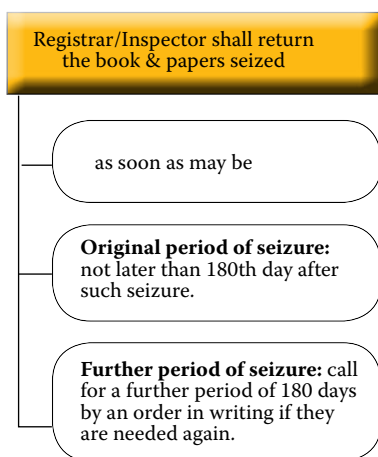 Registrar/Inspector shall return
the book & papers seized
as soon as may be
Original period of seizure:
not later than 180th day after
such seizure.
Further period of seizure: call
for a further period of 180 days
by an order in writing if they
are needed again.